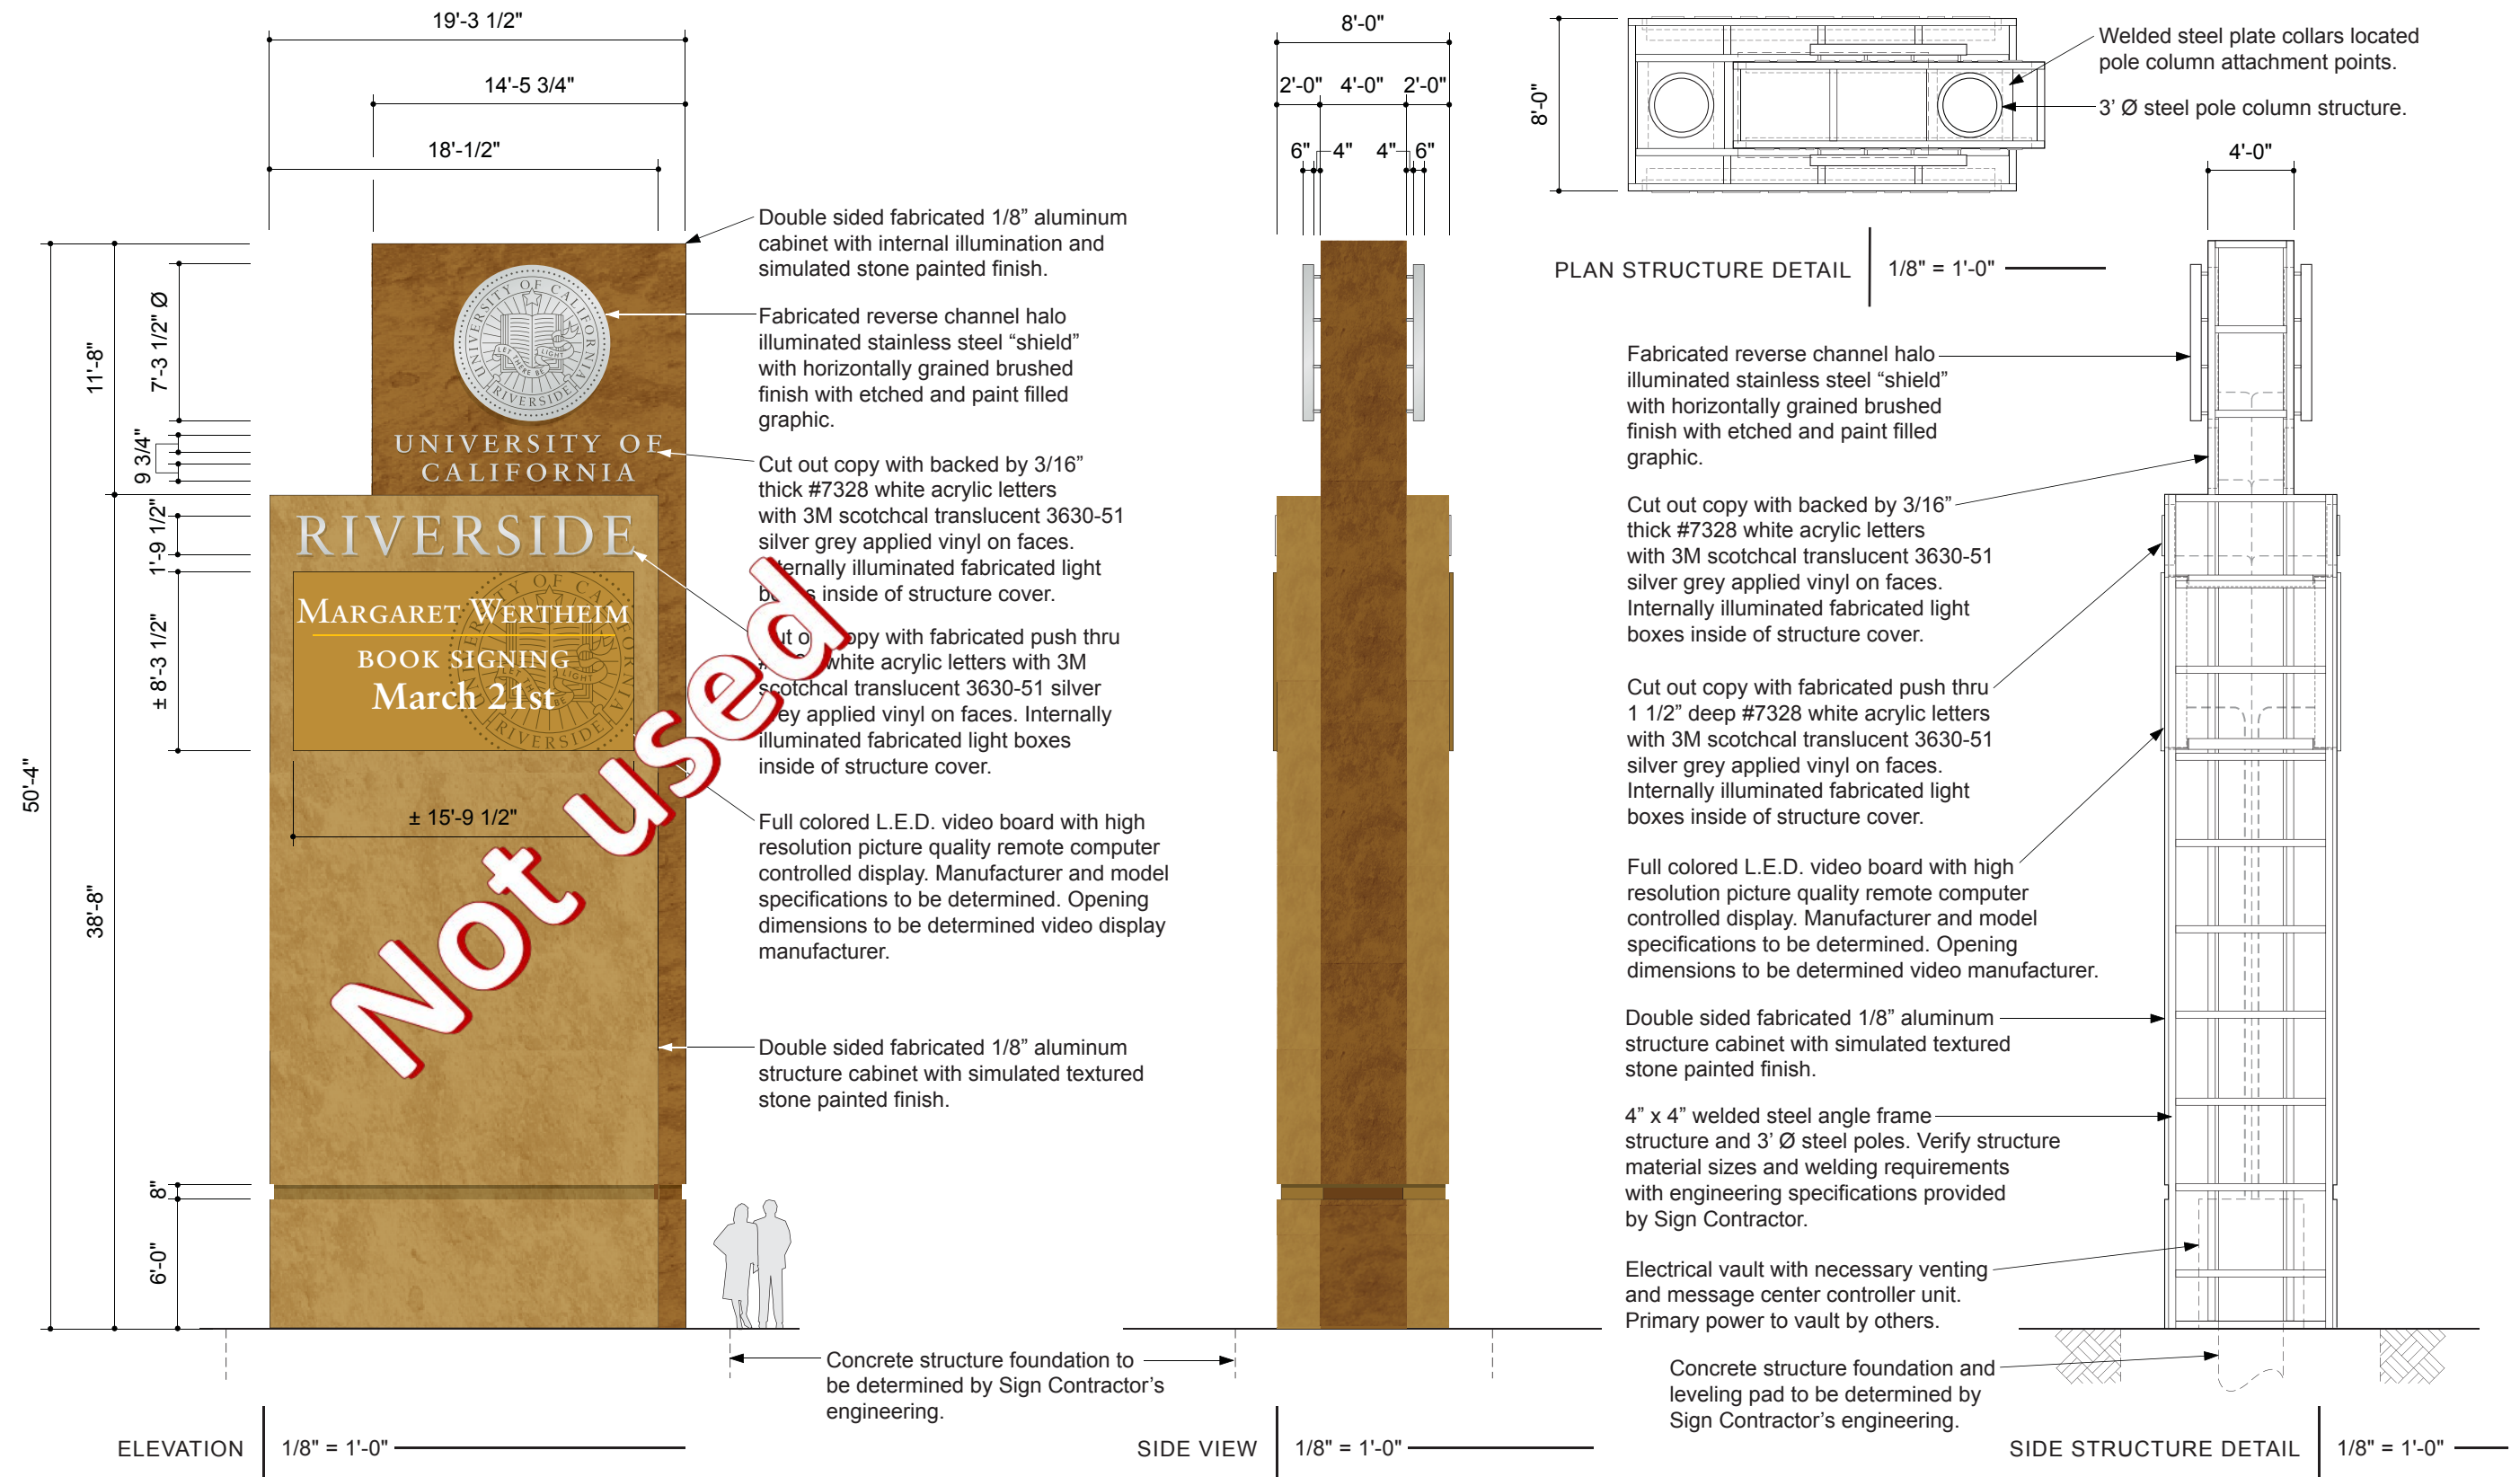 19'-3 1/2"
14'-5 3/4"
18'-1/2"
50'-4"
11'-8"
38'-8"
7'-3 1/2" Ø
9 3/4"
1'-9 1/2"
± 8'-3 1/2"
8"
6'-0"
UNIVERSITY OF CALIFORNIA
LET THERE BE LIGHT
RIVERSIDE
UNIVERSITY OF
CALIFORNIA
RIVERSIDE
MARGARET WERTHEIM
BOOK SIGNING
March 21st
± 15'-9 1/2"
Not used
Double sided fabricated 1/8” aluminum
cabinet with internal illumination and
simulated stone painted finish.
Fabricated reverse channel halo
illuminated stainless steel “shield”
with horizontally grained brushed
finish with etched and paint filled
graphic.
Cut out copy with backed by 3/16”
thick #7328 white acrylic letters
with 3M scotchcal translucent 3630-51
silver grey applied vinyl on faces.
illuminated fabricated light
inside of structure cover.
copy with fabricated push thru
white acrylic letters with 3M
scotchcal translucent 3630-51 silver
applied vinyl on faces. Internally
illuminated fabricated light boxes
inside of structure cover.
Full colored L.E.D. video board with high
resolution picture quality remote computer
controlled display. Manufacturer and model
specifications to be determined. Opening
dimensions to be determined video display
manufacturer.
Double sided fabricated 1/8” aluminum
structure cabinet with simulated textured
stone painted finish.
Concrete structure foundation to
be determined by Sign Contractor’s
engineering.
ELEVATION
1/8" = 1'-0"
8'-0"
2'-0" 4'-0" 2'-0"
6" 4" 4" 6"
SIDE VIEW
1/8" = 1'-0"
8'-0"
Welded steel plate collars located
pole column attachment points.
3’ Ø steel pole column structure.
PLAN STRUCTURE DETAIL
1/8" = 1'-0"
4'-0"
Fabricated reverse channel halo
illuminated stainless steel “shield”
with horizontally grained brushed
finish with etched and paint filled
graphic.
Cut out copy with backed by 3/16”
thick #7328 white acrylic letters
with 3M scotchcal translucent 3630-51
silver grey applied vinyl on faces.
Internally illuminated fabricated light
boxes inside of structure cover.
Cut out copy with fabricated push thru
1 1/2” deep #7328 white acrylic letters
with 3M scotchcal translucent 3630-51
silver grey applied vinyl on faces.
Internally illuminated fabricated light
boxes inside of structure cover.
Full colored L.E.D. video board with high
resolution picture quality remote computer
controlled display. Manufacturer and model
specifications to be determined. Opening
dimensions to be determined video manufacturer.
Double sided fabricated 1/8” aluminum
structure cabinet with simulated textured
stone painted finish.
4” x 4” welded steel angle frame
structure and 3’ Ø steel poles. Verify structure
material sizes and welding requirements
with engineering specifications provided
by Sign Contractor.
Electrical vault with necessary venting
and message center controller unit.
Primary power to vault by others.
Concrete structure foundation and
leveling pad to be determined by
Sign Contractor’s engineering.
SIDE STRUCTURE DETAIL
1/8" = 1'-0"